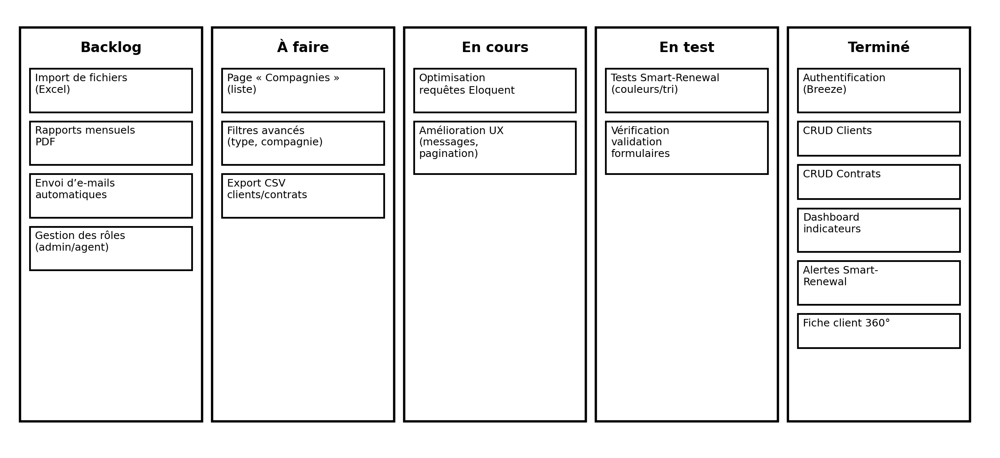 Backlog
Import de fichiers
(Excel)
Rapports mensuels
PDF
Envoi d’e-mails
automatiques
Gestion des rôles
(admin/agent)
À faire
Page « Compagnies »
(liste)
Filtres avancés
(type, compagnie)
Export CSV
clients/contrats
En cours
Optimisation
requêtes Eloquent
Amélioration UX
(messages,
pagination)
En test
Tests Smart-Renewal
(couleurs/tri)
Vérification
validation
formulaires
Terminé
Authentification
(Breeze)
CRUD Clients
CRUD Contrats
Dashboard
indicateurs
Alertes Smart-
Renewal
Fiche client 360°